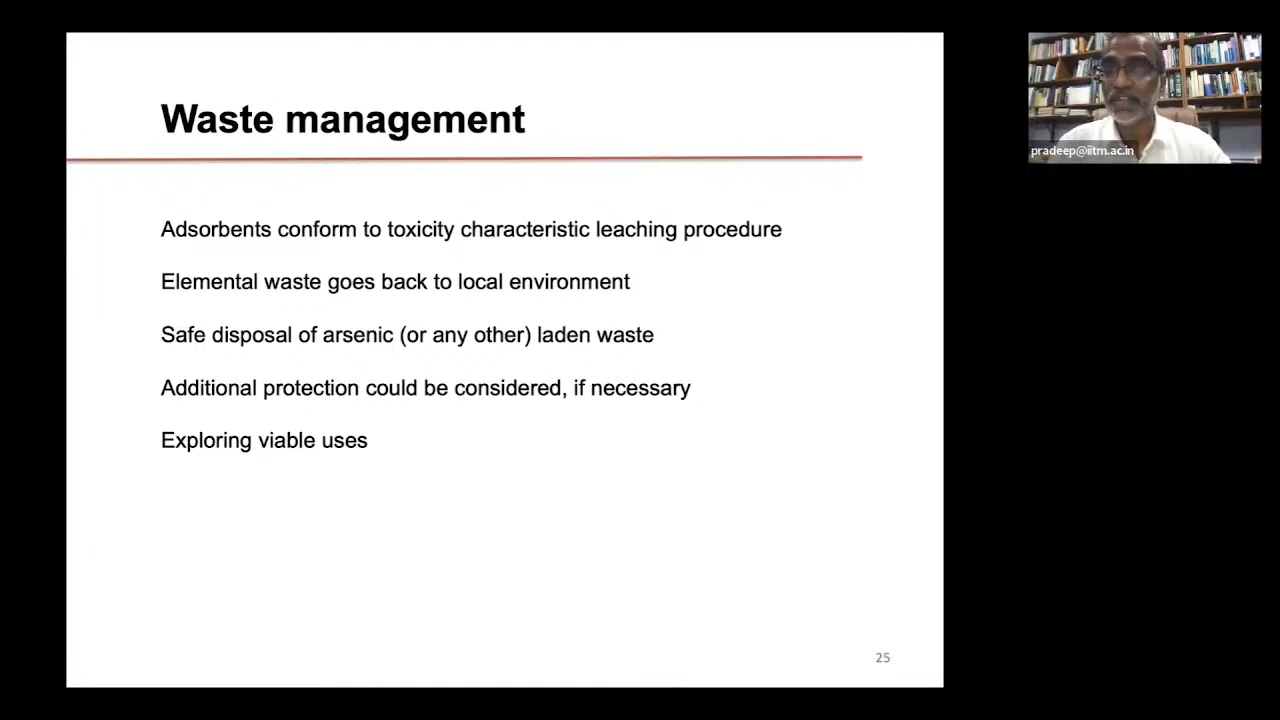 Waste management
Adsorbents conform to toxicity characteristic leaching procedure
Elemental waste goes back to local environment
Safe disposal of arsenic (or any other) laden waste
Additional protection could be considered, if necessary
Exploring viable uses
25
pradeep@iitm.ac.in